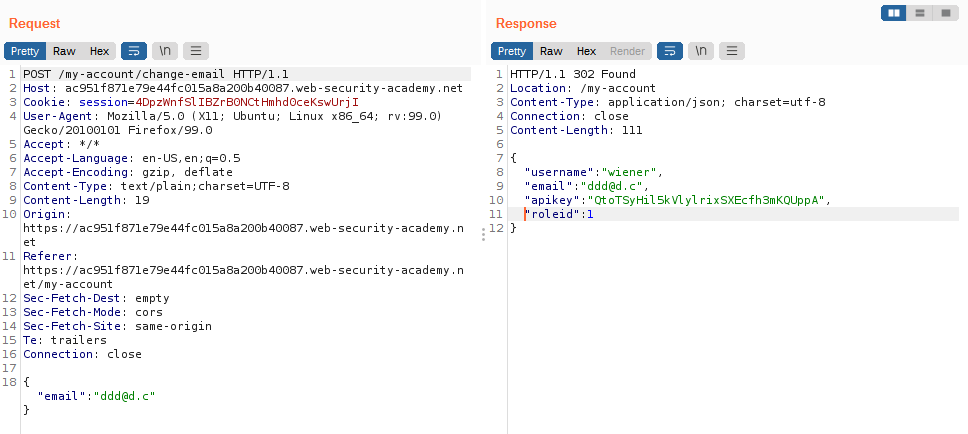 Request
Pretty Raw Hex \n
1 POST /my-account/change-email HTTP/1.1
2 Host: ac951f871e79e44fc015a8a200b40087.web-security-academy.net
3 Cookie: session=4DpzWnfSlIBZrB0NCtHmhd0ceKswUrjI
4 User-Agent: Mozilla/5.0 (X11; Ubuntu; Linux x86_64; rv:99.0)
Gecko/20100101 Firefox/99.0
5 Accept: */*
6 Accept-Language: en-US,en;q=0.5
7 Accept-Encoding: gzip, deflate
8 Content-Type: text/plain;charset=UTF-8
9 Content-Length: 19
10 Origin:
https://ac951f871e79e44fc015a8a200b40087.web-security-academy.n
et
11 Referer:
https://ac951f871e79e44fc015a8a200b40087.web-security-academy.n
et/my-account
12 Sec-Fetch-Dest: empty
13 Sec-Fetch-Mode: cors
14 Sec-Fetch-Site: same-origin
15 Te: trailers
16 Connection: close
17
18 {
"email":"ddd@d.c"
}
Response
Pretty Raw Hex Render \n
1 HTTP/1.1 302 Found
2 Location: /my-account
3 Content-Type: application/json; charset=utf-8
4 Connection: close
5 Content-Length: 111
6
7 {
8 "username":"wiener",
9 "email":"ddd@d.c",
10 "apikey":"QtoTSyHil5kVlylrixSXEcfh3mKQUppA",
11 "roleid":1
12 }